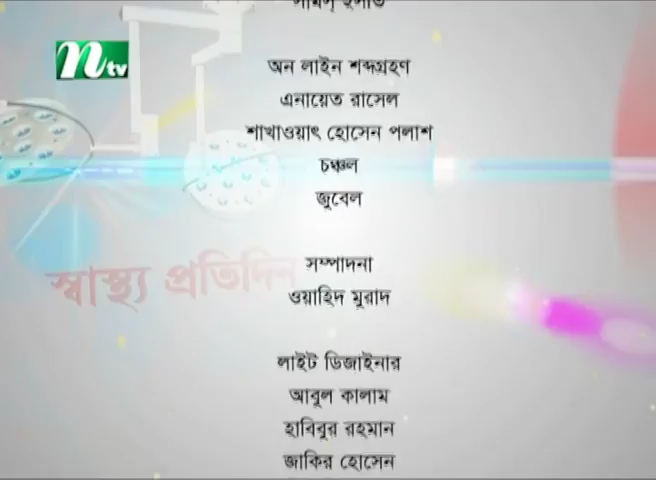 ntv
অন লাইন শব্দগ্রহণ
এনায়েত রাসেল
শাখাওয়াৎ হোসেন পলাশ
চঞ্চল
জুবেল
স্বাস্থ্য প্রতিদিন
সম্পাদনা
ওয়াহিদ মুরাদ
লাইট ডিজাইনার
আবুল কালাম
হাবিবুর রহমান
জাকির হোসেন